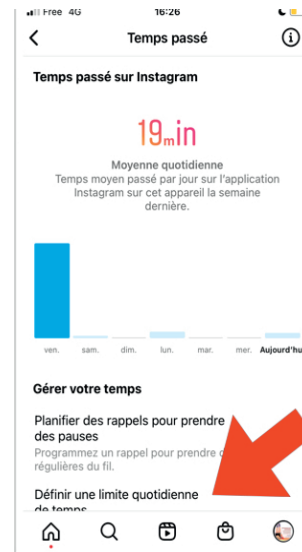 Free 4G 16:26
Temps passé
Temps passé sur Instagram
19min
Moyenne quotidienne
Temps moyen passé par jour sur l'application
Instagram sur cet appareil la semaine
dernière.
ven. sam. dim. lun. mar. mer. Aujourd'hu
Gérer votre temps
Planifier des rappels pour prendre
des pauses
Programmez un rappel pour prendre
régulières du fil.
Définir une limite quotidienne
de temps